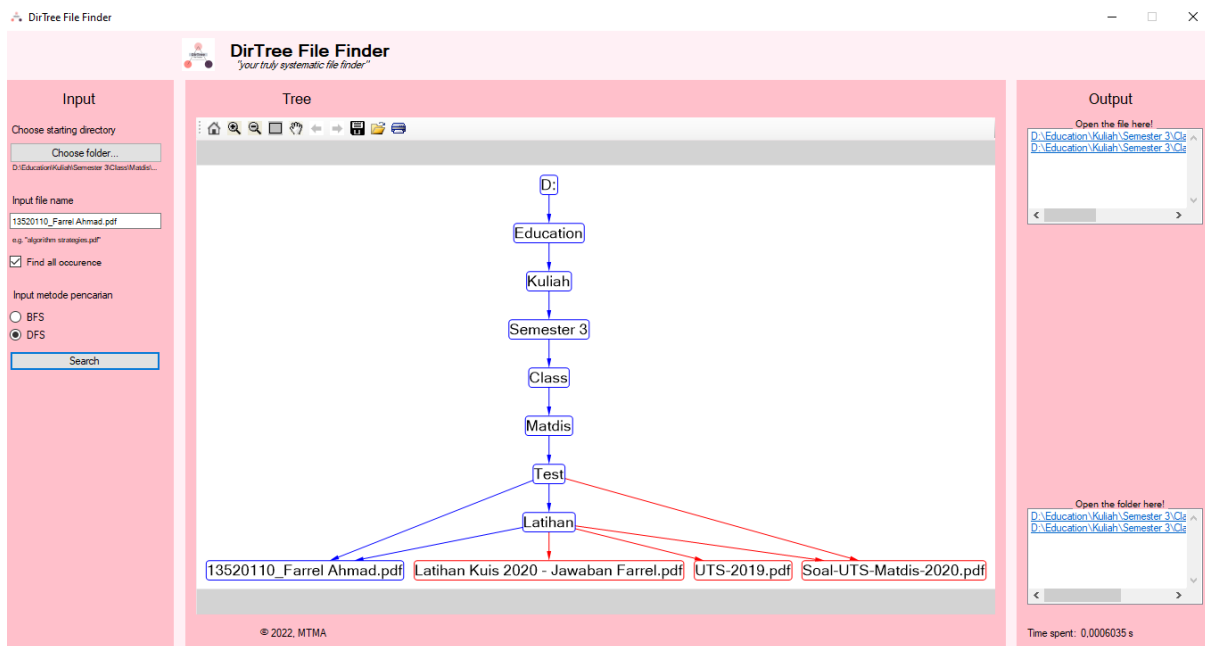 DirTree File Finder
DirTree File Finder
"your truly systematic file finder"
Input
Choose starting directory
Choose folder...
D:\Education\Kuliah\Semester 3\Class\Matdis\...
Input file name
13520110_Farrel Ahmad.pdf
e.g. "algorithm strategies.pdf"
Find all occurence
Input metode pencarian
BFS
DFS
Search
Tree
D:
Education
Kuliah
Semester 3
Class
Matdis
Test
Latihan
13520110_Farrel Ahmad.pdf
Latihan Kuis 2020 - Jawaban Farrel.pdf
UTS-2019.pdf
Soal-UTS-Matdis-2020.pdf
© 2022, MTMA
Output
Open the file here!
D:\Education\Kuliah\Semester 3\Cla
D:\Education\Kuliah\Semester 3\Cla
Open the folder here!
D:\Education\Kuliah\Semester 3\Cla
D:\Education\Kuliah\Semester 3\Cla
Time spent: 0,0006035 s